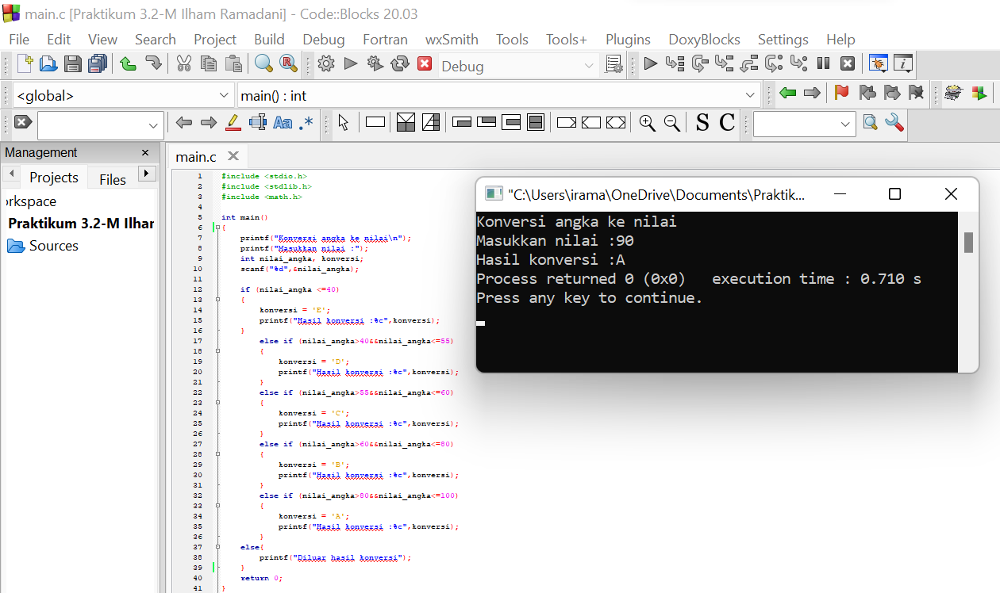 main.c [Praktikum 3.2-M Ilham Ramadani] - Code::Blocks 20.03
File Edit View Search Project Build Debug Fortran wxSmith Tools Tools+ Plugins DoxyBlocks Settings Help
Debug
<global> main() : int
Aa .* S C
Management ×
Projects Files
orkspace
Praktikum 3.2-M Ilhar
Sources
main.c
1 #include <stdio.h>
2 #include <stdlib.h>
3 #include <math.h>
4
5 int main()
6 {
7 printf("Konversi angka ke nilai\n");
8 printf("Masukkan nilai :");
9 int nilai_angka, konversi;
10 scanf("%d",&nilai_angka);
11
12 if (nilai_angka <=40)
13 {
14 konversi = 'E';
15 printf("Hasil konversi :%c",konversi);
16 }
17 else if (nilai_angka>40&&nilai_angka<=55)
18 {
19 konversi = 'D';
20 printf("Hasil konversi :%c",konversi);
21 }
22 else if (nilai_angka>55&&nilai_angka<=60)
23 {
24 konversi = 'C';
25 printf("Hasil konversi :%c",konversi);
26 }
27 else if (nilai_angka>60&&nilai_angka<=80)
28 {
29 konversi = 'B';
30 printf("Hasil konversi :%c",konversi);
31 }
32 else if (nilai_angka>80&&nilai_angka<=100)
33 {
34 konversi = 'A';
35 printf("Hasil konversi :%c",konversi);
36 }
37 else{
38 printf("Diluar hasil konversi");
39 }
40 return 0;
41 }
"C:\Users\irama\OneDrive\Documents\Praktik...
Konversi angka ke nilai
Masukkan nilai :90
Hasil konversi :A
Process returned 0 (0x0) execution time : 0.710 s
Press any key to continue.